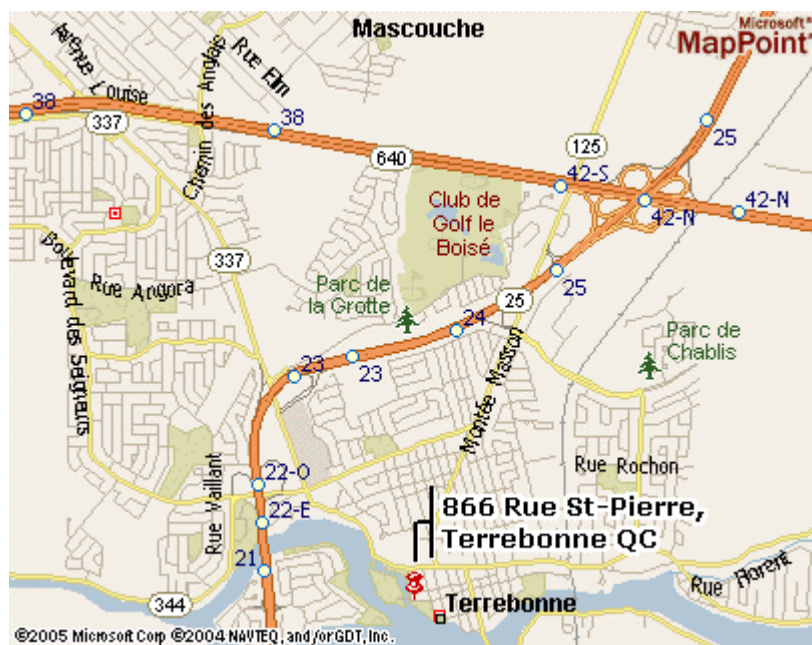 Mascouche
Microsoft®
MapPoint®
Avenue Louise
Rue Elm
Chemin des Anglais
38
337
38
640
125
25
42-S
42-N
42-N
Club de
Golf le
Boisé
Boulevard des Seigneurs
Rue Angora
337
Parc de
la Grotte
25
25
24
23
23
Montée Masson
Parc de
Chablis
Rue Vaillant
22-O
22-E
21
Rue Rochon
866 Rue St-Pierre,
Terrebonne QC
344
Terrebonne
Rue Florent
©2005 Microsoft Corp ©2004 NAVTEQ, and/or GDT, Inc.